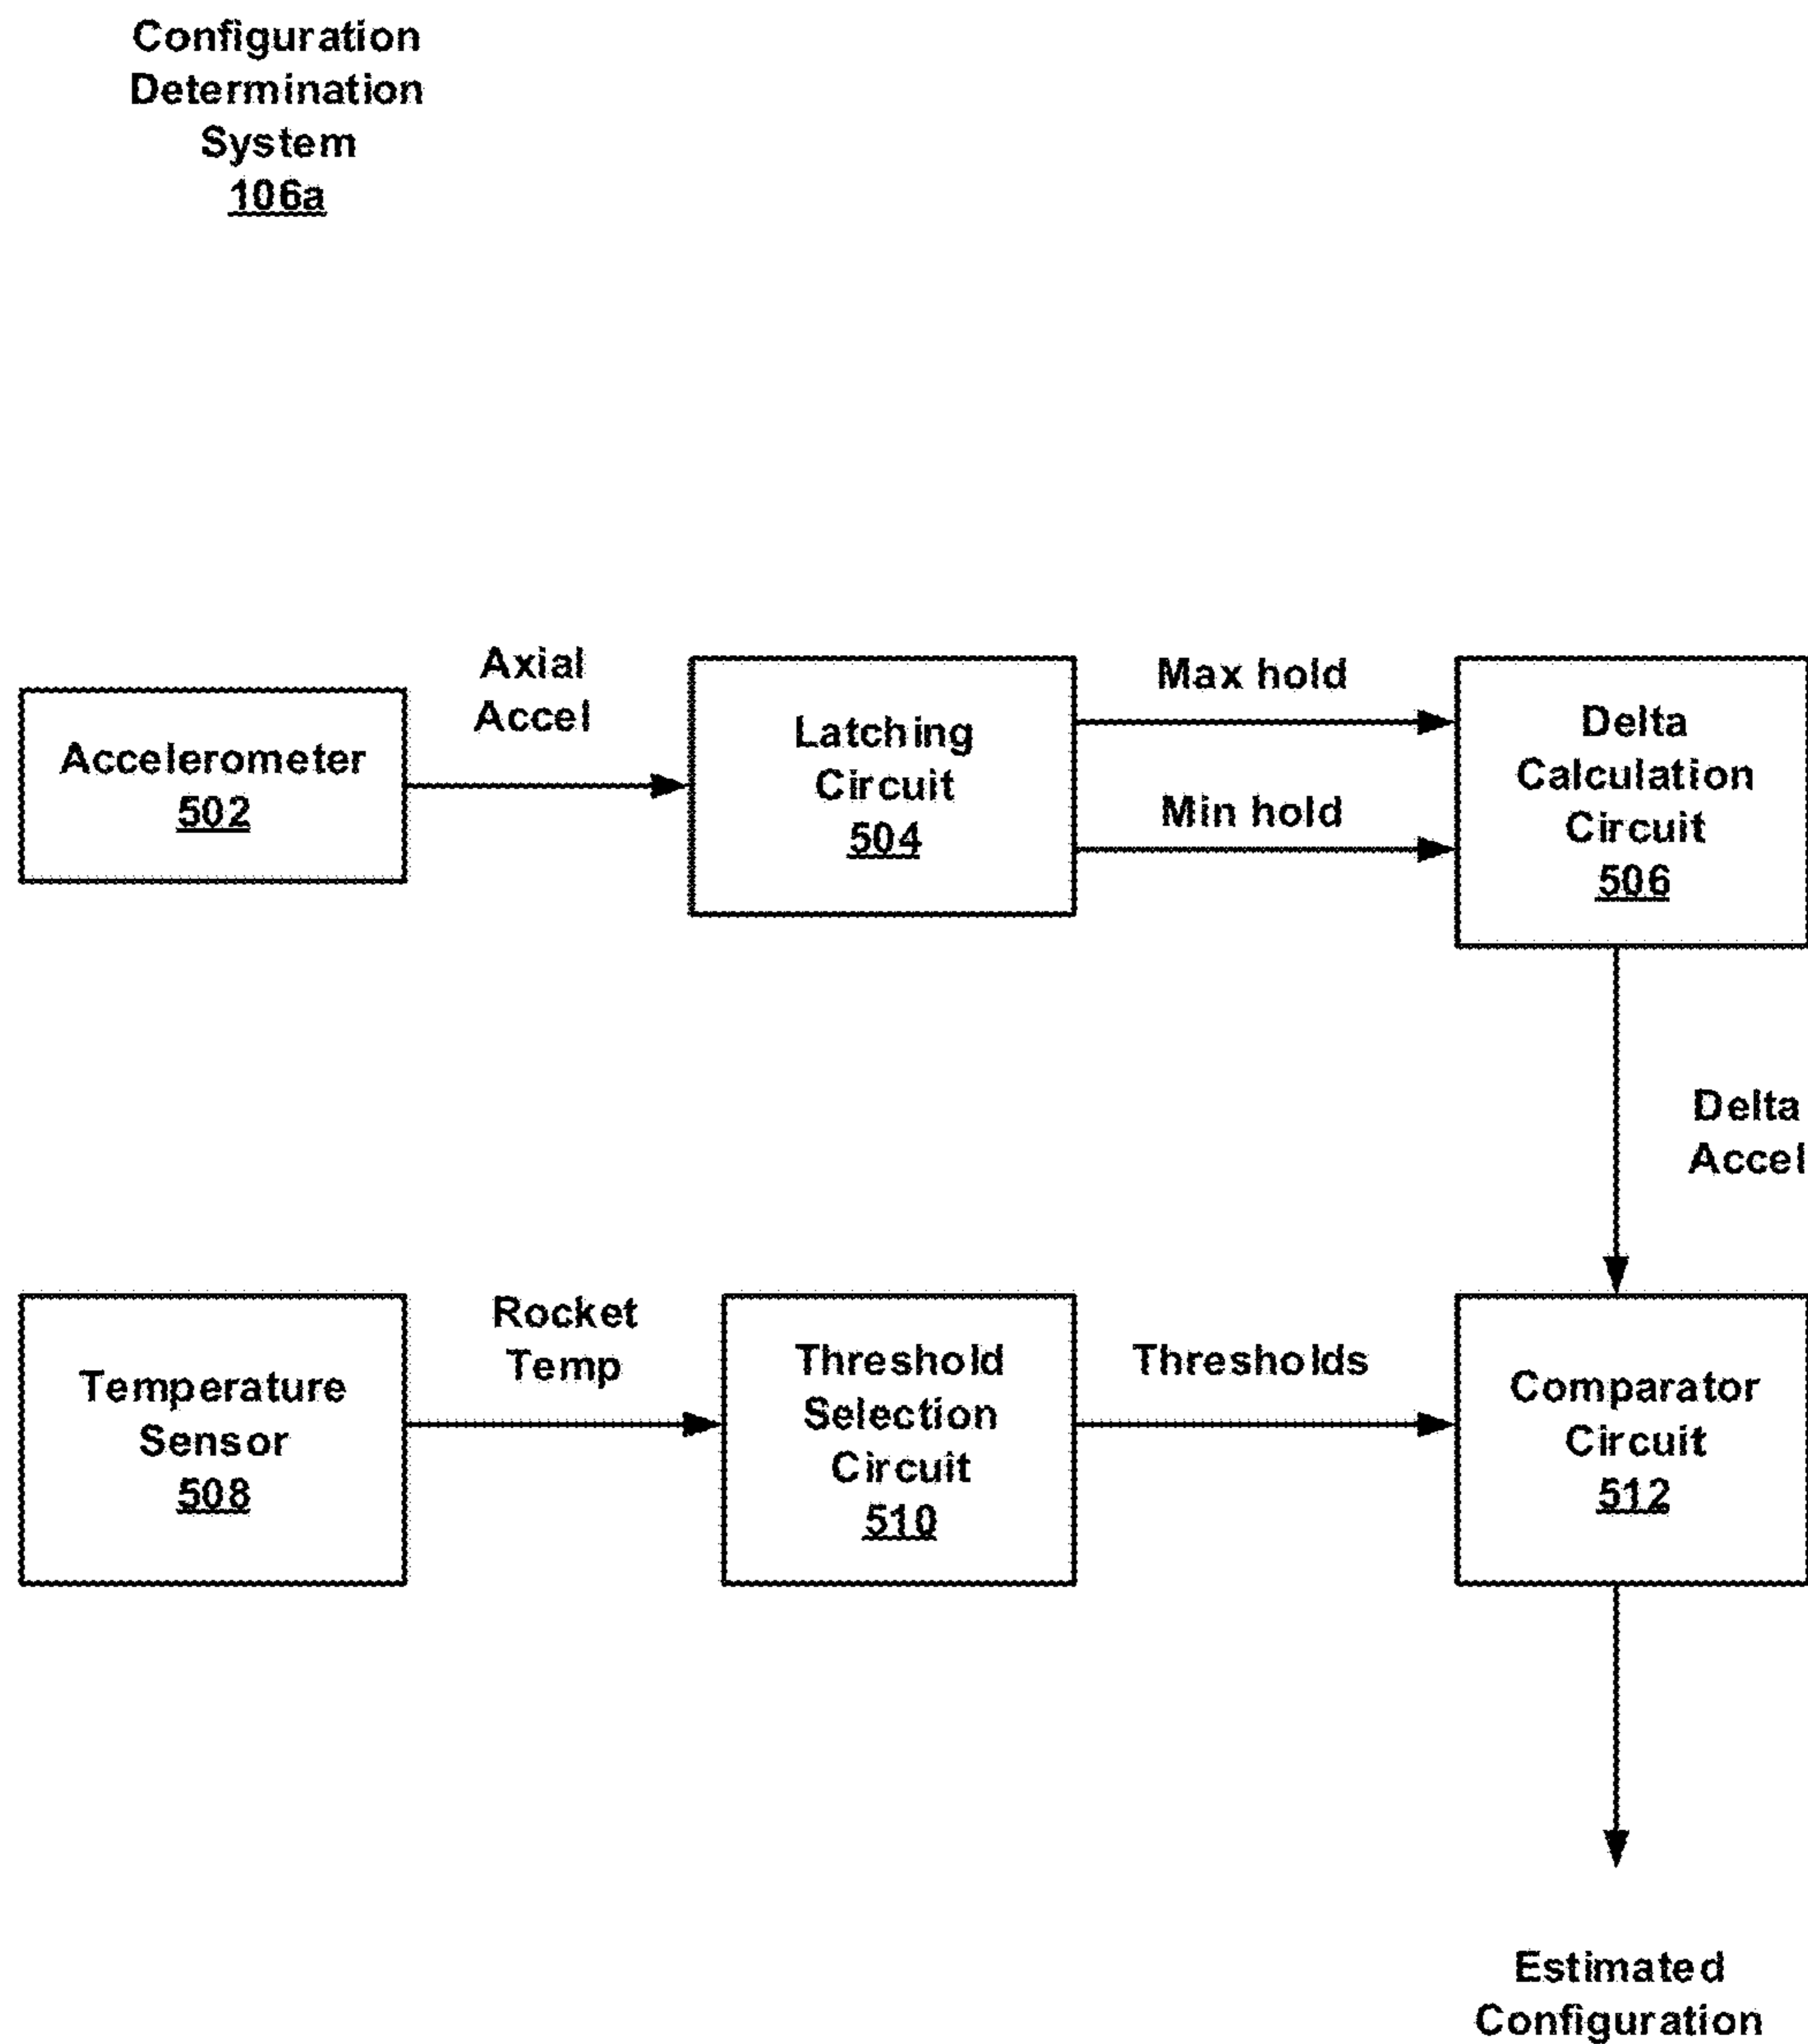 Configuration
Determination
System
106a
Axial
Accel
Max hold
Min hold
Accelerometer
502
Latching
Circuit
504
Delta
Calculation
Circuit
506
Delta
Accel
Rocket
Temp
Thresholds
Temperature
Sensor
508
Threshold
Selection
Circuit
510
Comparator
Circuit
512
Estimated
Configuration